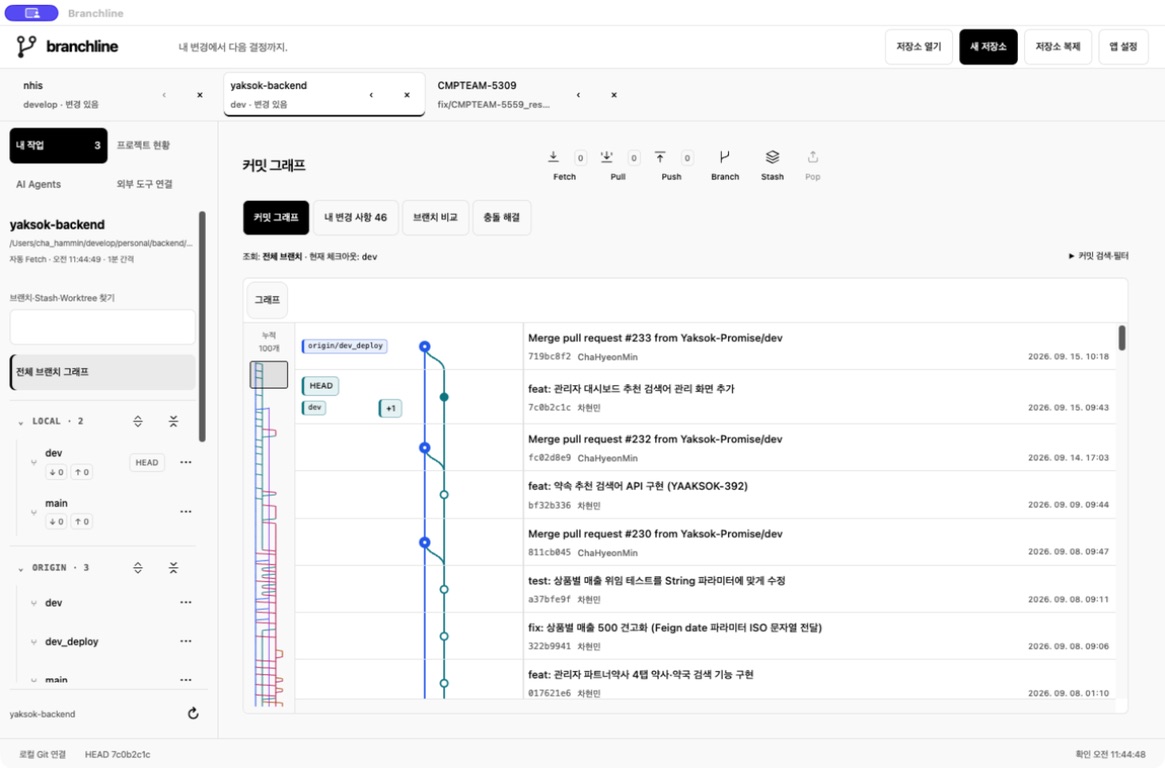 Branchline
branchline
내 변경에서 다음 결정까지.
저장소 열기
새 저장소
저장소 복제
앱 설정
nhis
develop · 변경 있음
yaksok-backend
dev · 변경 있음
CMPTEAM-5309
fix/CMPTEAM-5559_res...
내 작업 3
프로젝트 현황
AI Agents
외부 도구 연결
yaksok-backend
/Users/cha_hammin/develop/personal/backend/...
자동 Fetch · 오전 11:44:49 · 1분 간격
브랜치·Stash·Worktree 찾기
전체 브랜치 그래프
LOCAL · 2
dev
↓ 0 ↑ 0
HEAD
main
↓ 0 ↑ 0
ORIGIN · 3
dev
dev_deploy
main
yaksok-backend
커밋 그래프
0 0 0
Fetch Pull Push Branch Stash Pop
커밋 그래프
내 변경 사항 46
브랜치 비교
충돌 해결
조회: 전체 브랜치 · 현재 체크아웃: dev
▶ 커밋 검색·필터
그래프
누적
100개
origin/dev_deploy
Merge pull request #233 from Yaksok-Promise/dev
719bc8f2 ChaHyeonMin 2026. 09. 15. 10:18
HEAD
dev
+1
feat: 관리자 대시보드 추천 검색어 관리 화면 추가
7c0b2c1c 차현민 2026. 09. 15. 09:43
Merge pull request #232 from Yaksok-Promise/dev
fc02d8e9 ChaHyeonMin 2026. 09. 14. 17:03
feat: 약속 추천 검색어 API 구현 (YAAKSOK-392)
bf32b336 차현민 2026. 09. 09. 09:44
Merge pull request #230 from Yaksok-Promise/dev
811cb045 ChaHyeonMin 2026. 09. 08. 09:47
test: 상품별 매출 위임 테스트를 String 파라미터에 맞게 수정
a37bfe9f 차현민 2026. 09. 08. 09:11
fix: 상품별 매출 500 견고화 (Feign date 파라미터 ISO 문자열 전달)
322b9941 차현민 2026. 09. 08. 09:06
feat: 관리자 파트너약사 4탭 약사·약국 검색 기능 구현
017621e6 차현민 2026. 09. 08. 01:10
로컬 Git 연결
HEAD 7c0b2c1c
확인 오전 11:44:48